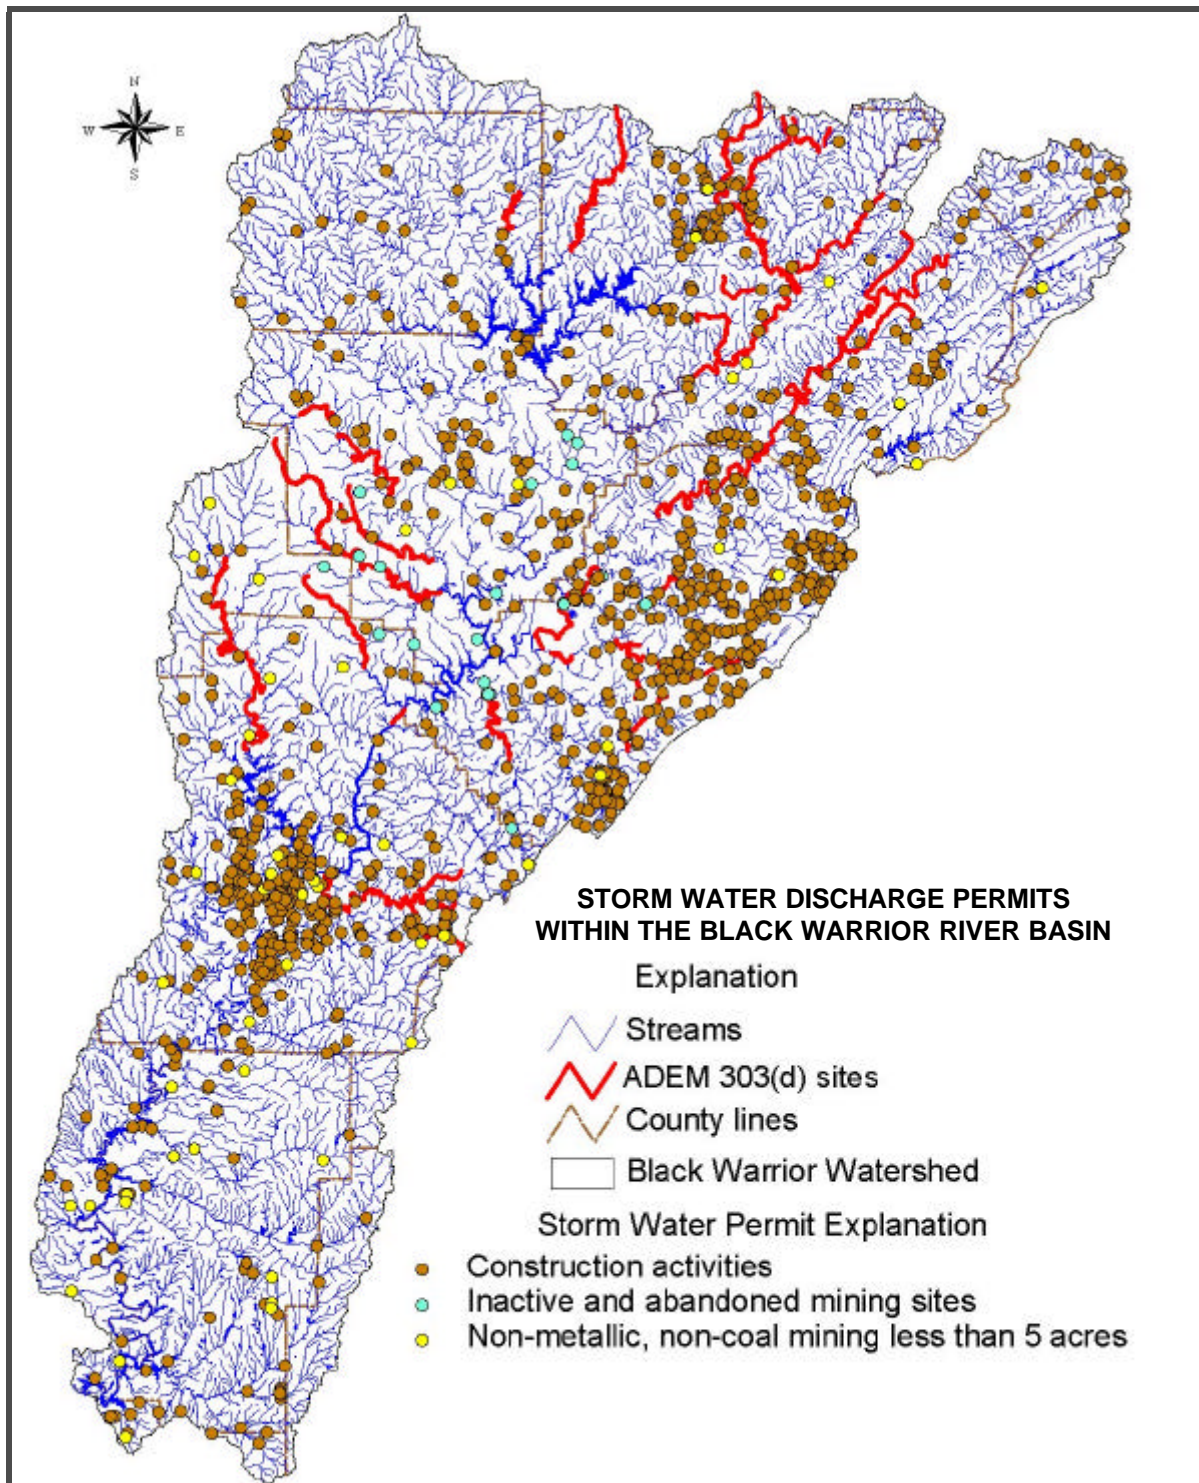 N
W E
S
STORM WATER DISCHARGE PERMITS
WITHIN THE BLACK WARRIOR RIVER BASIN
Explanation
Streams
ADEM 303(d) sites
County lines
Black Warrior Watershed
Storm Water Permit Explanation
Construction activities
Inactive and abandoned mining sites
Non-metallic, non-coal mining less than 5 acres